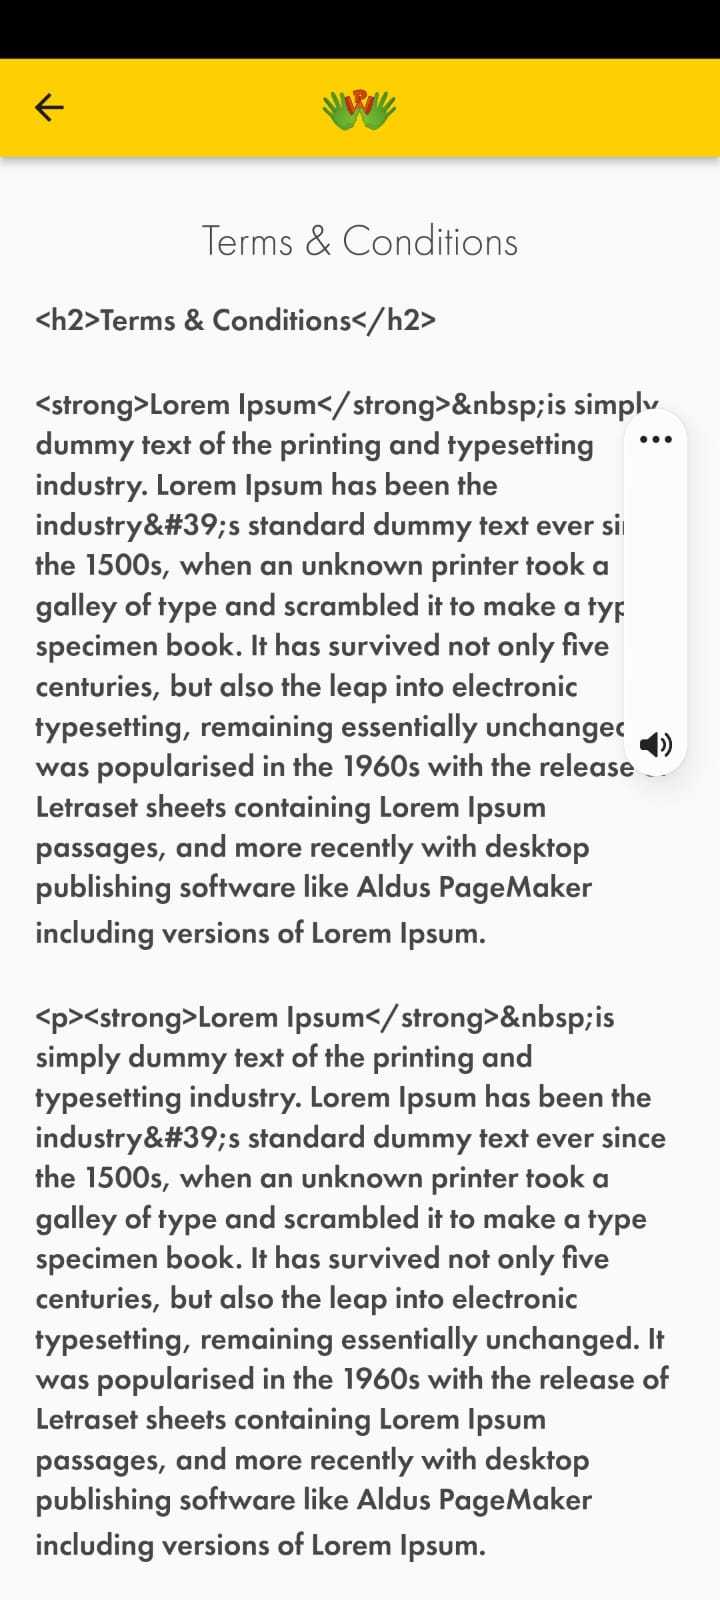 Terms & Conditions
<h2>Terms & Conditions</h2>
<strong>Lorem Ipsum</strong>&nbsp;is simply
dummy text of the printing and typesetting
industry. Lorem Ipsum has been the
industry&#39;s standard dummy text ever
the 1500s, when an unknown printer took a
galley of type and scrambled it to make a
specimen book. It has survived not only five
centuries, but also the leap into electronic
typesetting, remaining essentially unchanged
was popularised in the 1960s with the release
Letraset sheets containing Lorem Ipsum
passages, and more recently with desktop
publishing software like Aldus PageMaker
including versions of Lorem Ipsum.
<p><strong>Lorem Ipsum</strong>&nbsp;is
simply dummy text of the printing and
typesetting industry. Lorem Ipsum has been the
industry&#39;s standard dummy text ever since
the 1500s, when an unknown printer took a
galley of type and scrambled it to make a type
specimen book. It has survived not only five
centuries, but also the leap into electronic
typesetting, remaining essentially unchanged. It
was popularised in the 1960s with the release of
Letraset sheets containing Lorem Ipsum
passages, and more recently with desktop
publishing software like Aldus PageMaker
including versions of Lorem Ipsum.